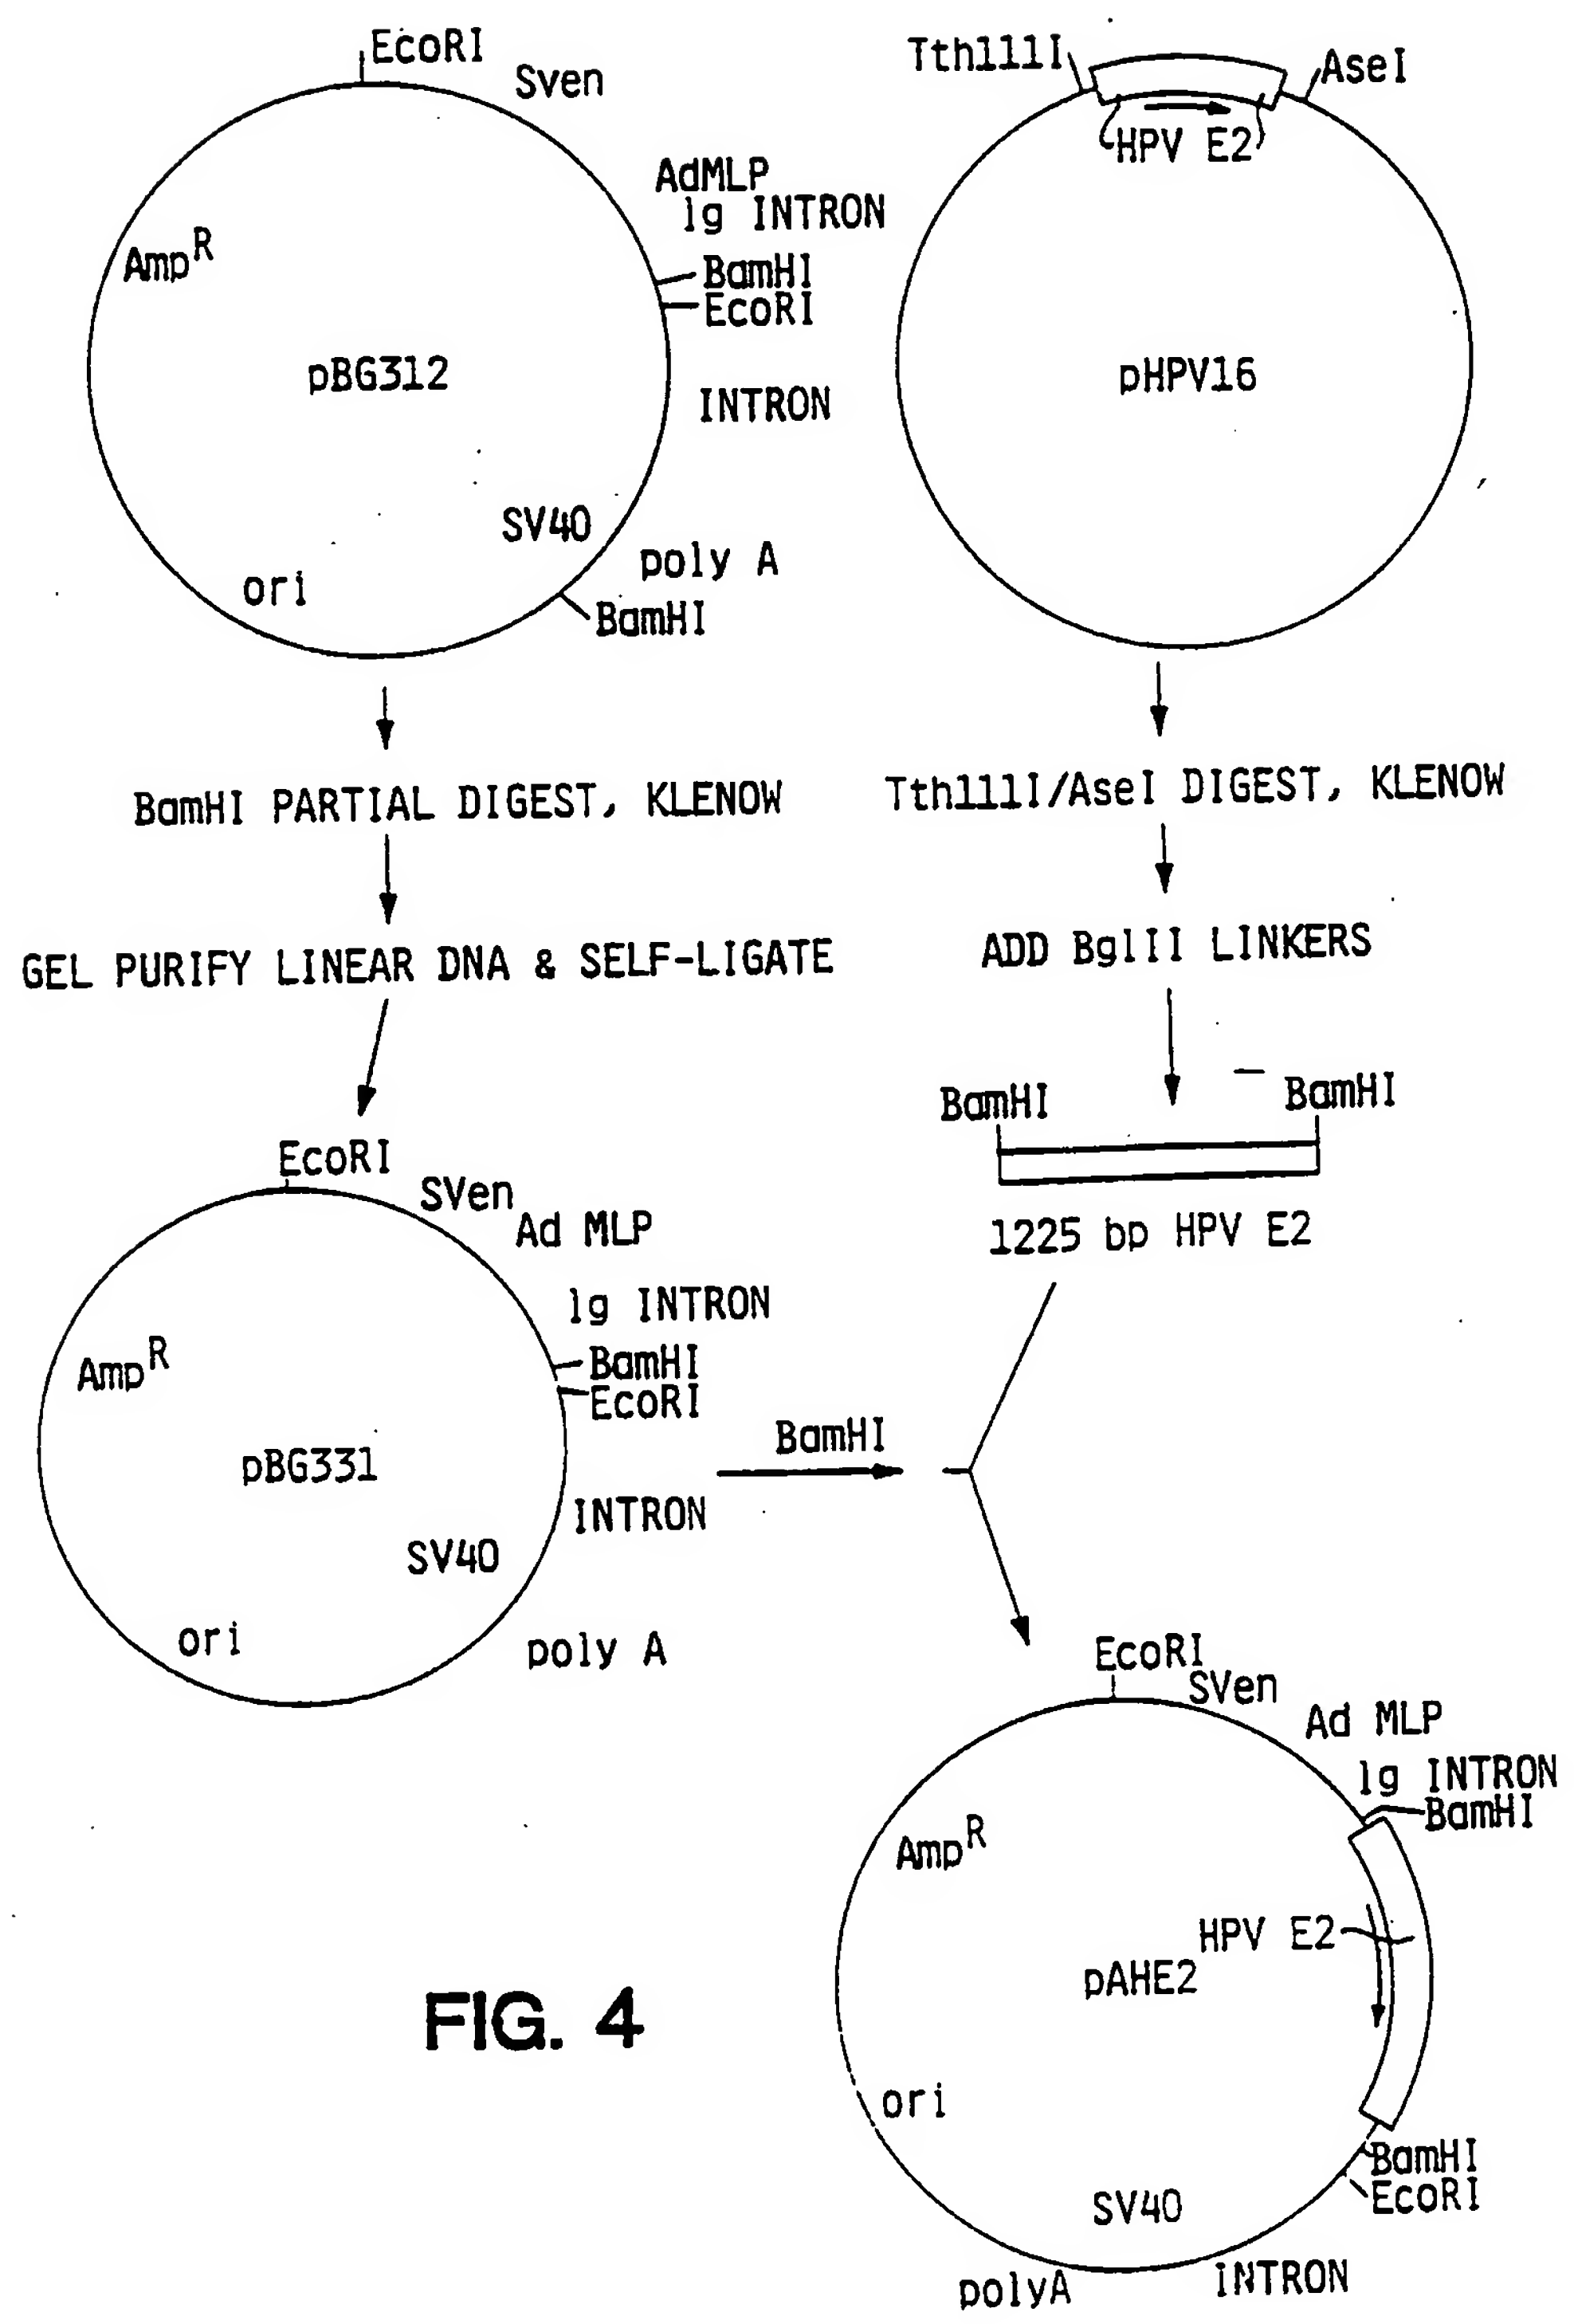 EcoRI
Sven
AdMLP
lg INTRON
BamHI
EcoRI
Amp^R
pBG312
INTRON
SV40
poly A
ori
BamHI
Tth111I
AseI
HPV E2
pHPV16
BamHI PARTIAL DIGEST, KLENOW
GEL PURIFY LINEAR DNA & SELF-LIGATE
Tth111I/AseI DIGEST, KLENOW
ADD BglII LINKERS
BamHI
BamHI
1225 bp HPV E2
EcoRI
SVen
Ad MLP
lg INTRON
BamHI
EcoRI
Amp^R
pBG331
INTRON
SV40
ori
poly A
BamHI
EcoRI
SVen
Ad MLP
lg INTRON
BamHI
Amp^R
HPV E2
pAHE2
ori
BamHI
EcoRI
SV40
INTRON
polyA
FIG. 4